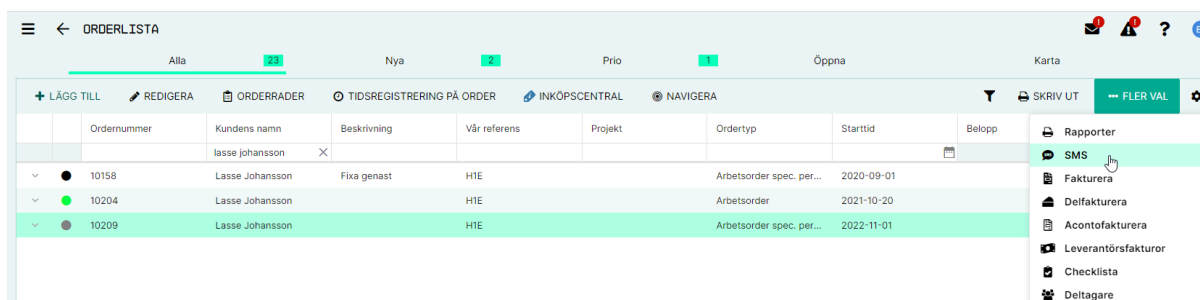 ORDERLISTA
Alla 23 Nya 2 Prio 1 Öppna Karta
LÄGG TILL REDIGERA ORDERRADER TIDSREGISTRERING PÅ ORDER INKÖPSCENTRAL NAVIGERA SKRIV UT FLER VAL
Ordernummer Kundens namn Beskrivning Vår referens Projekt Ordertyp Starttid Belopp
lasse johansson
10158 Lasse Johansson Fixa genast H1E Arbetsorder spec. per... 2020-09-01
10204 Lasse Johansson H1E Arbetsorder 2021-10-20
10209 Lasse Johansson H1E Arbetsorder spec. per... 2022-11-01
Rapporter
SMS
Fakturera
Delfakturera
Acontofakturera
Leverantörsfakturor
Checklista
Deltagare